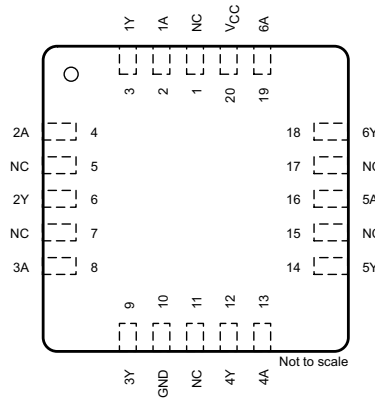 1Y 1A NC VCC 6A
3 2 1 20 19
2A 4 18 6Y
NC 5 17 NC
2Y 6 16 5A
NC 7 15 NC
3A 8 14 5Y
9 10 11 12 13
Not to scale
3Y GND NC 4Y 4A